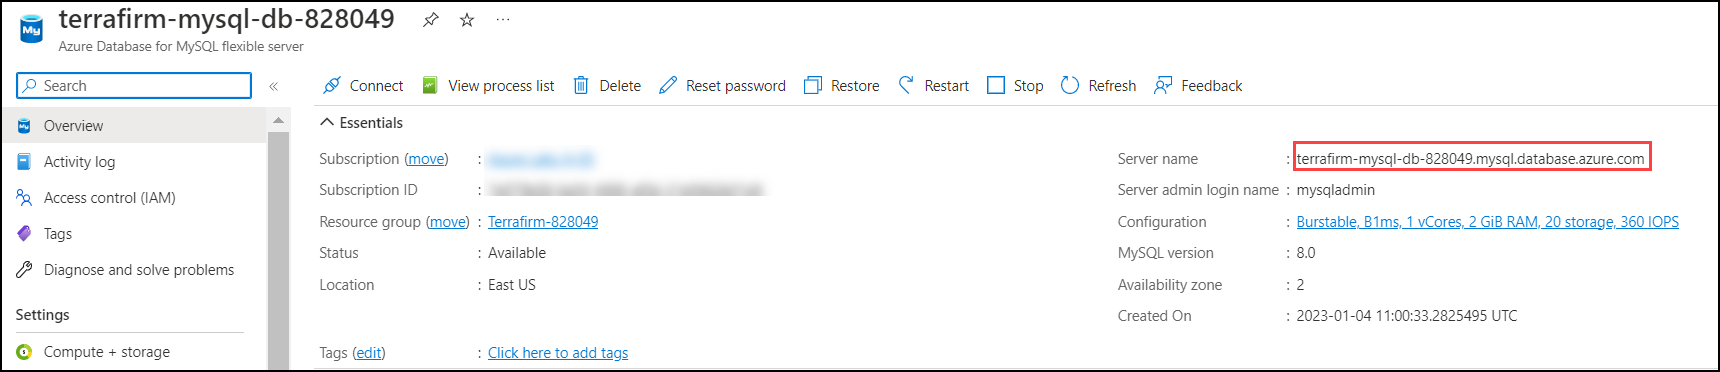 terrafirm-mysql-db-828049 ...
Azure Database for MySQL flexible server
Search «
Connect View process list Delete Reset password Restore Restart Stop Refresh Feedback
Overview
Activity log
Access control (IAM)
Tags
Diagnose and solve problems
Settings
Compute + storage
Essentials
Subscription (move) :
Subscription ID :
Resource group (move) : Terrafirm-828049
Status : Available
Location : East US
Server name : terrafirm-mysql-db-828049.mysql.database.azure.com
Server admin login name : mysqladmin
Configuration : Burstable, B1ms, 1 vCores, 2 GiB RAM, 20 storage, 360 IOPS
MySQL version : 8.0
Availability zone : 2
Created On : 2023-01-04 11:00:33.2825495 UTC
Tags (edit) : Click here to add tags